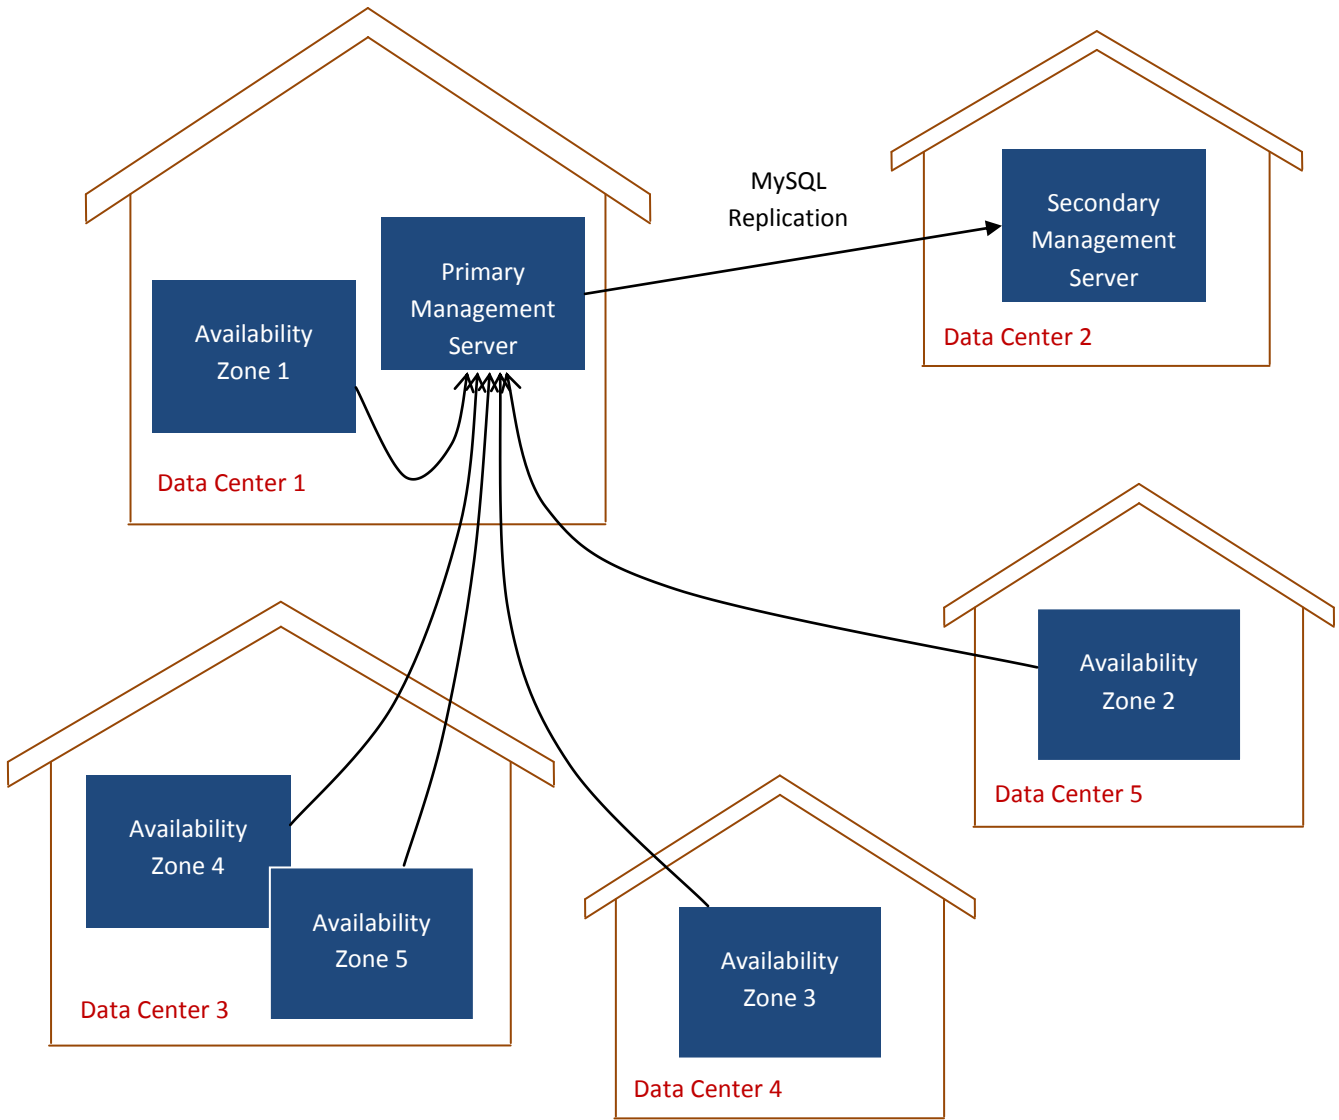 MySQL
Replication
Secondary
Management
Server
Data Center 2
Primary
Management
Server
Availability
Zone 1
Data Center 1
Availability
Zone 2
Data Center 5
Availability
Zone 4
Availability
Zone 5
Data Center 3
Availability
Zone 3
Data Center 4